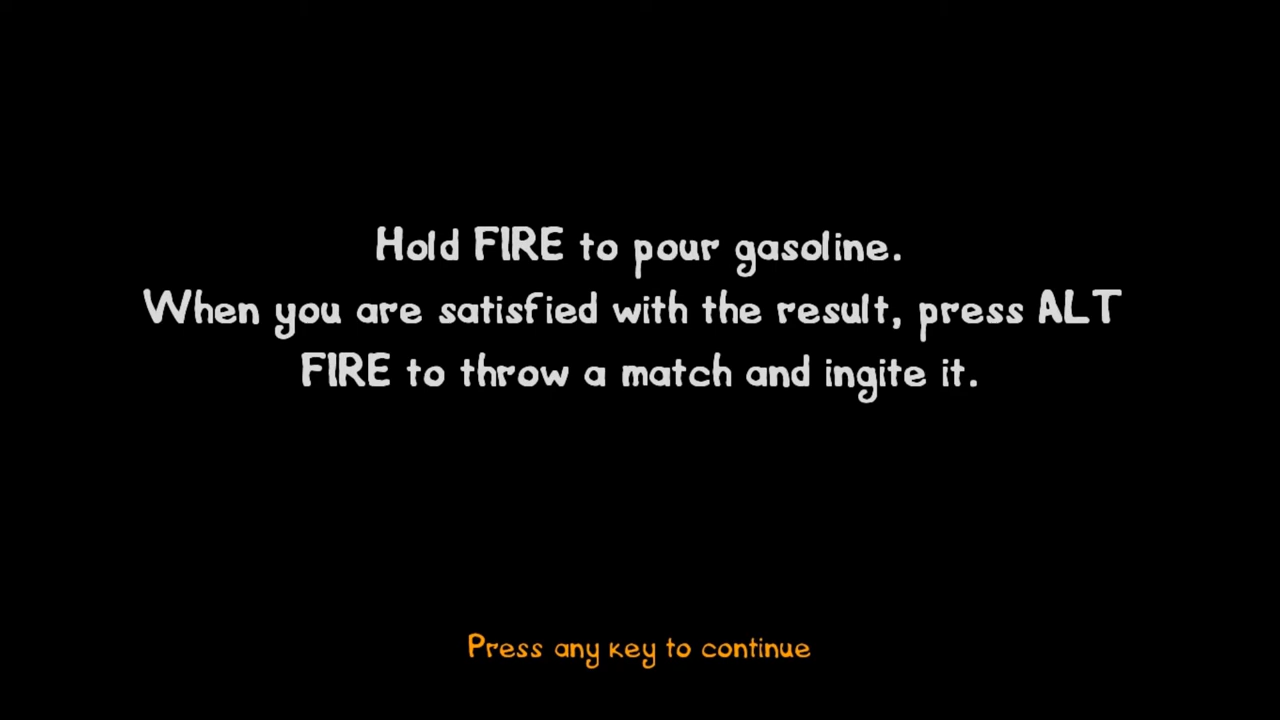 Hold FIRE to pour gasoline.
When you are satisfied with the result, press ALT
FIRE to throw a match and ingite it.
Press any key to continue